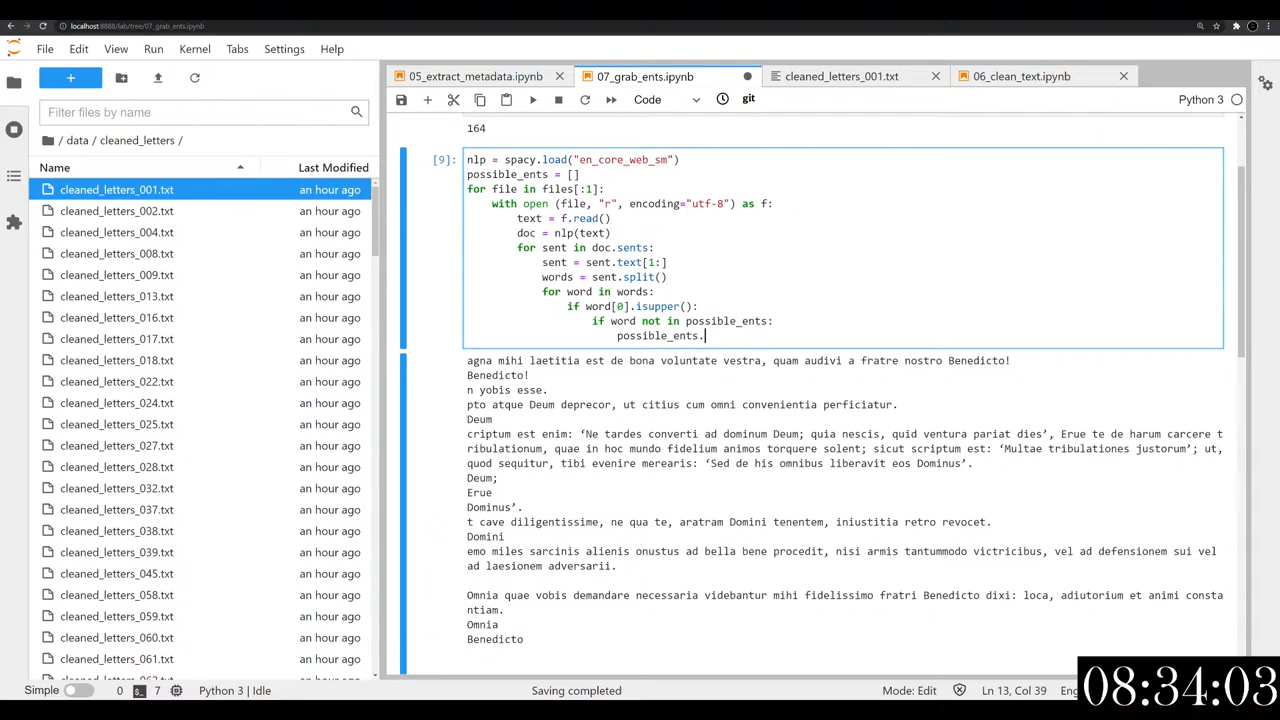 localhost:8888/lab/tree/07_grab_ents.ipynb
File Edit View Run Kernel Tabs Settings Help
05_extract_metadata.ipynb
07_grab_ents.ipynb
cleaned_letters_001.txt
06_clean_text.ipynb
Filter files by name
/ data / cleaned_letters /
Name Last Modified
cleaned_letters_001.txt an hour ago
cleaned_letters_002.txt an hour ago
cleaned_letters_004.txt an hour ago
cleaned_letters_008.txt an hour ago
cleaned_letters_009.txt an hour ago
cleaned_letters_013.txt an hour ago
cleaned_letters_016.txt an hour ago
cleaned_letters_017.txt an hour ago
cleaned_letters_018.txt an hour ago
cleaned_letters_022.txt an hour ago
cleaned_letters_024.txt an hour ago
cleaned_letters_025.txt an hour ago
cleaned_letters_027.txt an hour ago
cleaned_letters_028.txt an hour ago
cleaned_letters_032.txt an hour ago
cleaned_letters_037.txt an hour ago
cleaned_letters_038.txt an hour ago
cleaned_letters_039.txt an hour ago
cleaned_letters_045.txt an hour ago
cleaned_letters_058.txt an hour ago
cleaned_letters_059.txt an hour ago
cleaned_letters_060.txt an hour ago
cleaned_letters_061.txt an hour ago
Code git Python 3
164
[9]:
nlp = spacy.load("en_core_web_sm")
possible_ents = []
for file in files[:1]:
with open (file, "r", encoding="utf-8") as f:
text = f.read()
doc = nlp(text)
for sent in doc.sents:
sent = sent.text[1:]
words = sent.split()
for word in words:
if word[0].isupper():
if word not in possible_ents:
possible_ents.
agna mihi laetitia est de bona voluntate vestra, quam audivi a fratre nostro Benedicto!
Benedicto!
n yobis esse.
pto atque Deum deprecor, ut citius cum omni convenientia perficiatur.
Deum
criptum est enim: ‘Ne tardes converti ad dominum Deum; quia nescis, quid ventura pariat dies’, Erue te de harum carcere t
ribulationum, quae in hoc mundo fidelium animos torquere solent; sicut scriptum est: ‘Multae tribulationes justorum’; ut,
quod sequitur, tibi evenire merearis: ‘Sed de his omnibus liberavit eos Dominus’.
Deum;
Erue
Dominus’.
t cave diligentissime, ne qua te, aratram Domini tenentem, iniustitia retro revocet.
Domini
emo miles sarcinis alienis onustus ad bella bene procedit, nisi armis tantummodo victricibus, vel ad defensionem sui vel
ad laesionem adversarii.
Omnia quae vobis demandare necessaria videbantur mihi fidelissimo fratri Benedicto dixi: loca, adiutorium et animi consta
ntiam.
Omnia
Benedicto
Simple 0 7 Python 3 | Idle Saving completed Mode: Edit Ln 13, Col 39
08:34:03